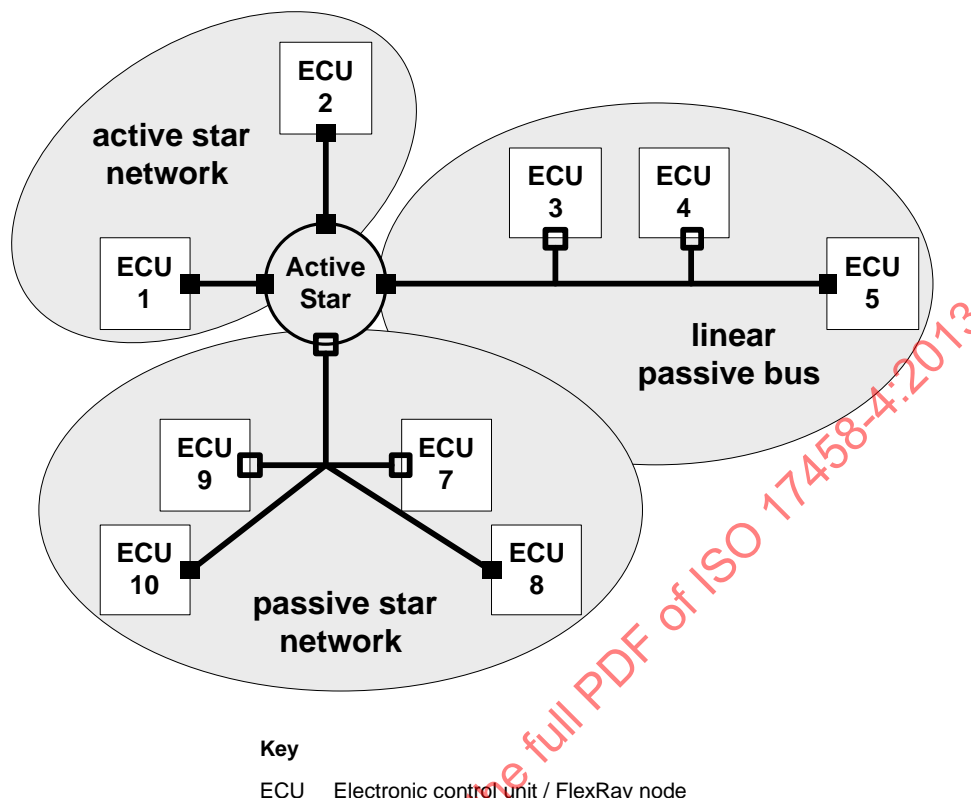 ECU
2
active star
network
ECU
3
ECU
4
ECU
1
Active
Star
ECU
5
linear
passive bus
ECU
9
ECU
7
ECU
10
ECU
8
passive star
network
Key
ECU Electronic control unit / FlexRay node
the full PDF of ISO 17458-4:2013